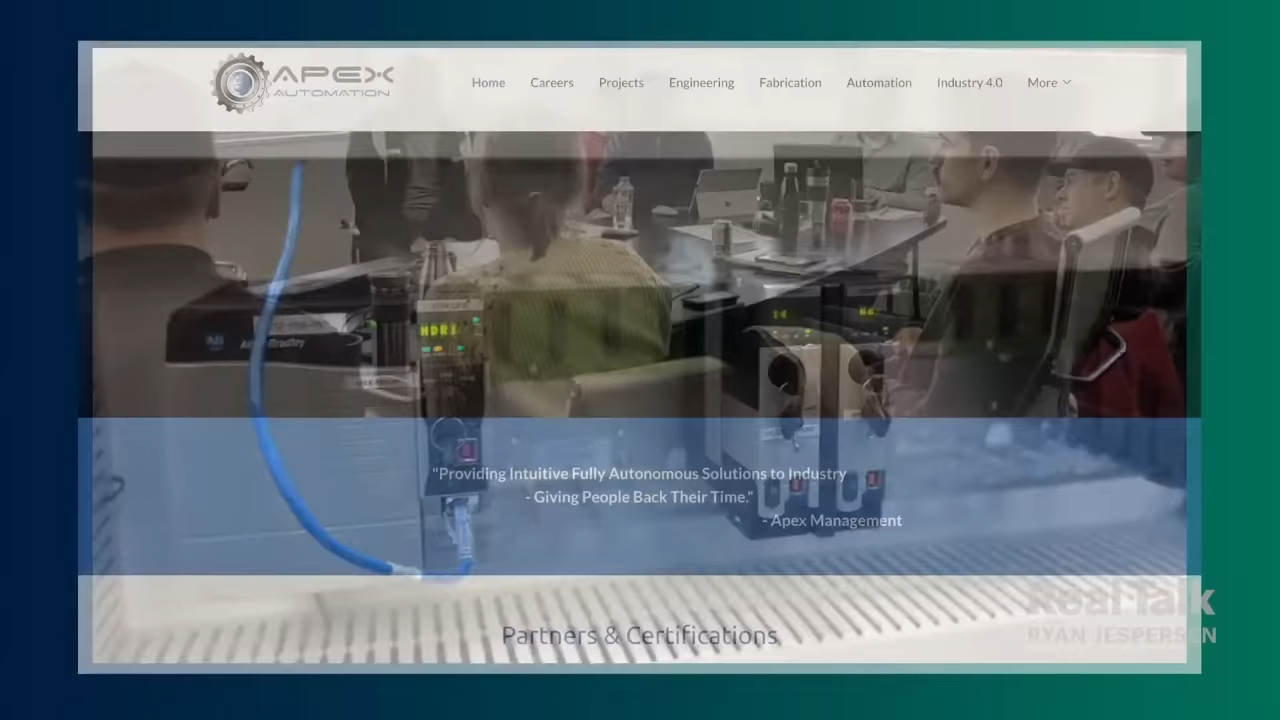 APEX
AUTOMATION
Home Careers Projects Engineering Fabrication Automation Industry 4.0 More
HDR1
"Providing Intuitive Fully Autonomous Solutions to Industry
- Giving People Back Their Time."
- Apex Management
Real Talk
RYAN JESPERSEN
Partners & Certifications